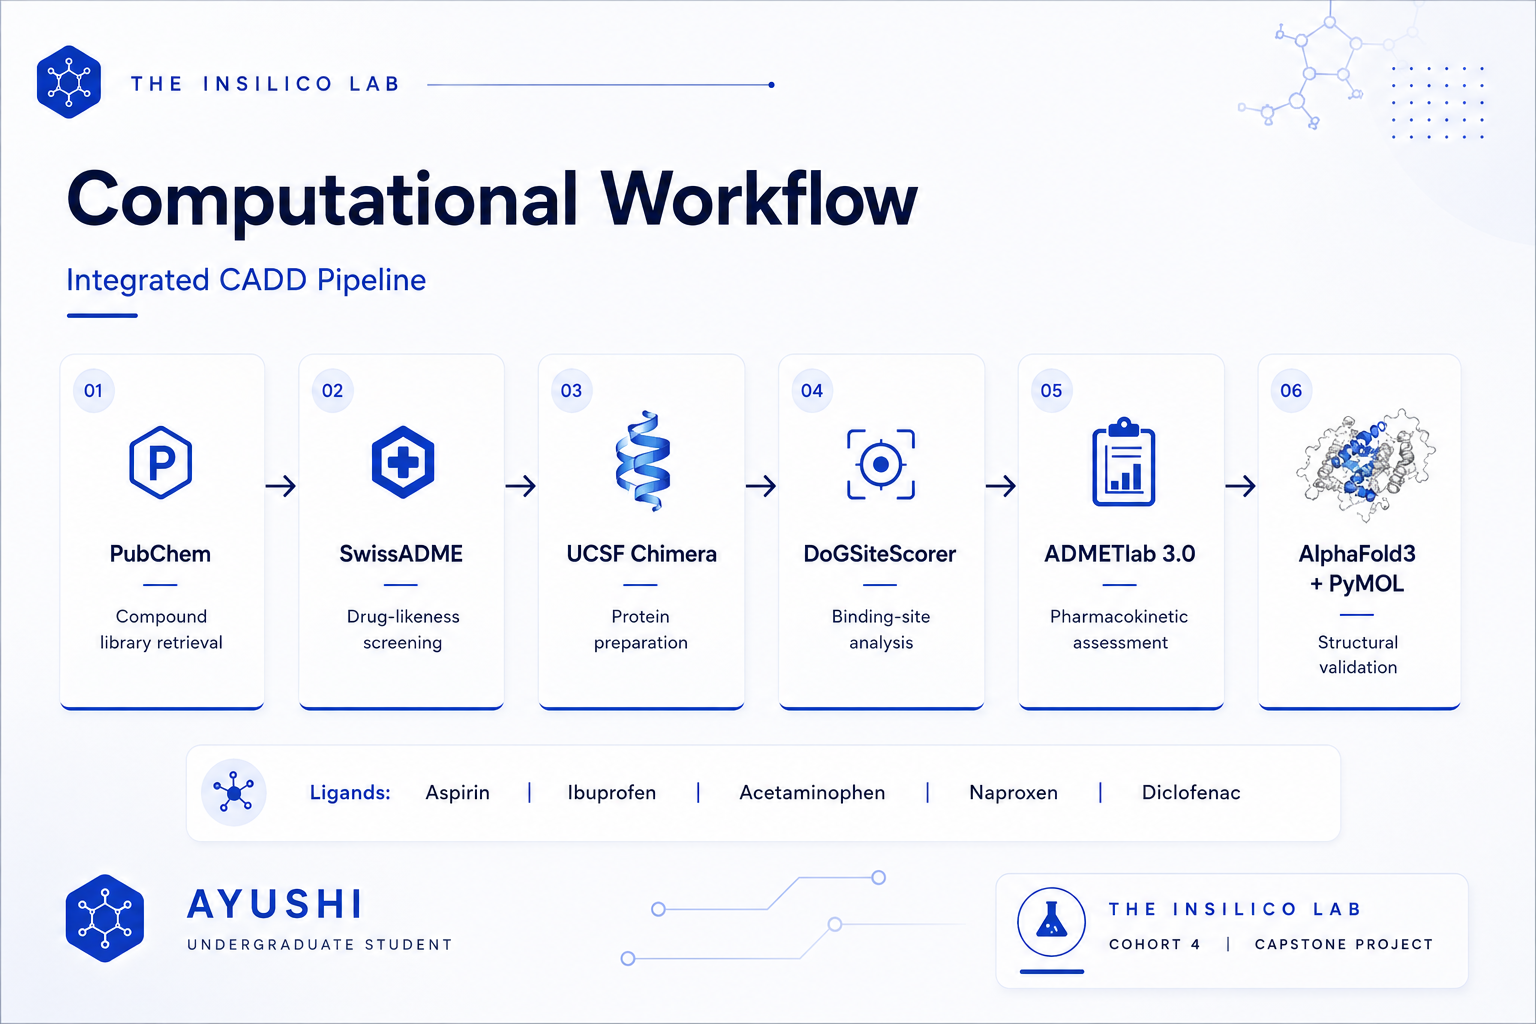 THE INSILICO LAB
Computational Workflow
Integrated CADD Pipeline
01
P
PubChem
Compound
library retrieval
02
SwissADME
Drug-likeness
screening
03
UCSF Chimera
Protein
preparation
04
DoGSiteScorer
Binding-site
analysis
05
ADMETlab 3.0
Pharmacokinetic
assessment
06
AlphaFold3
+ PyMOL
Structural
validation
Ligands: Aspirin | Ibuprofen | Acetaminophen | Naproxen | Diclofenac
AYUSHI
UNDERGRADUATE STUDENT
THE INSILICO LAB
COHORT 4 | CAPSTONE PROJECT